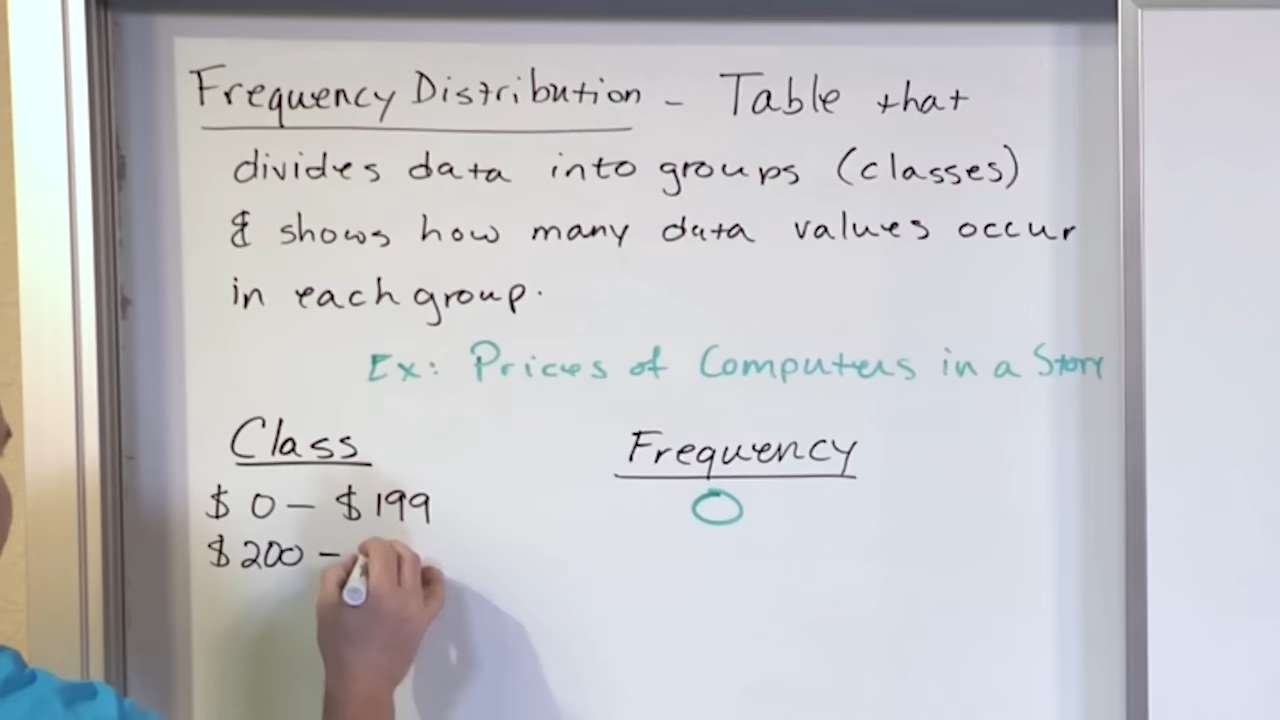 Frequency Distribution - Table that
divides data into groups (classes)
& shows how many data values occur
in each group.
Ex: Prices of Computers in a Story
Class Frequency
$ 0 - $ 199 0
$ 200 -